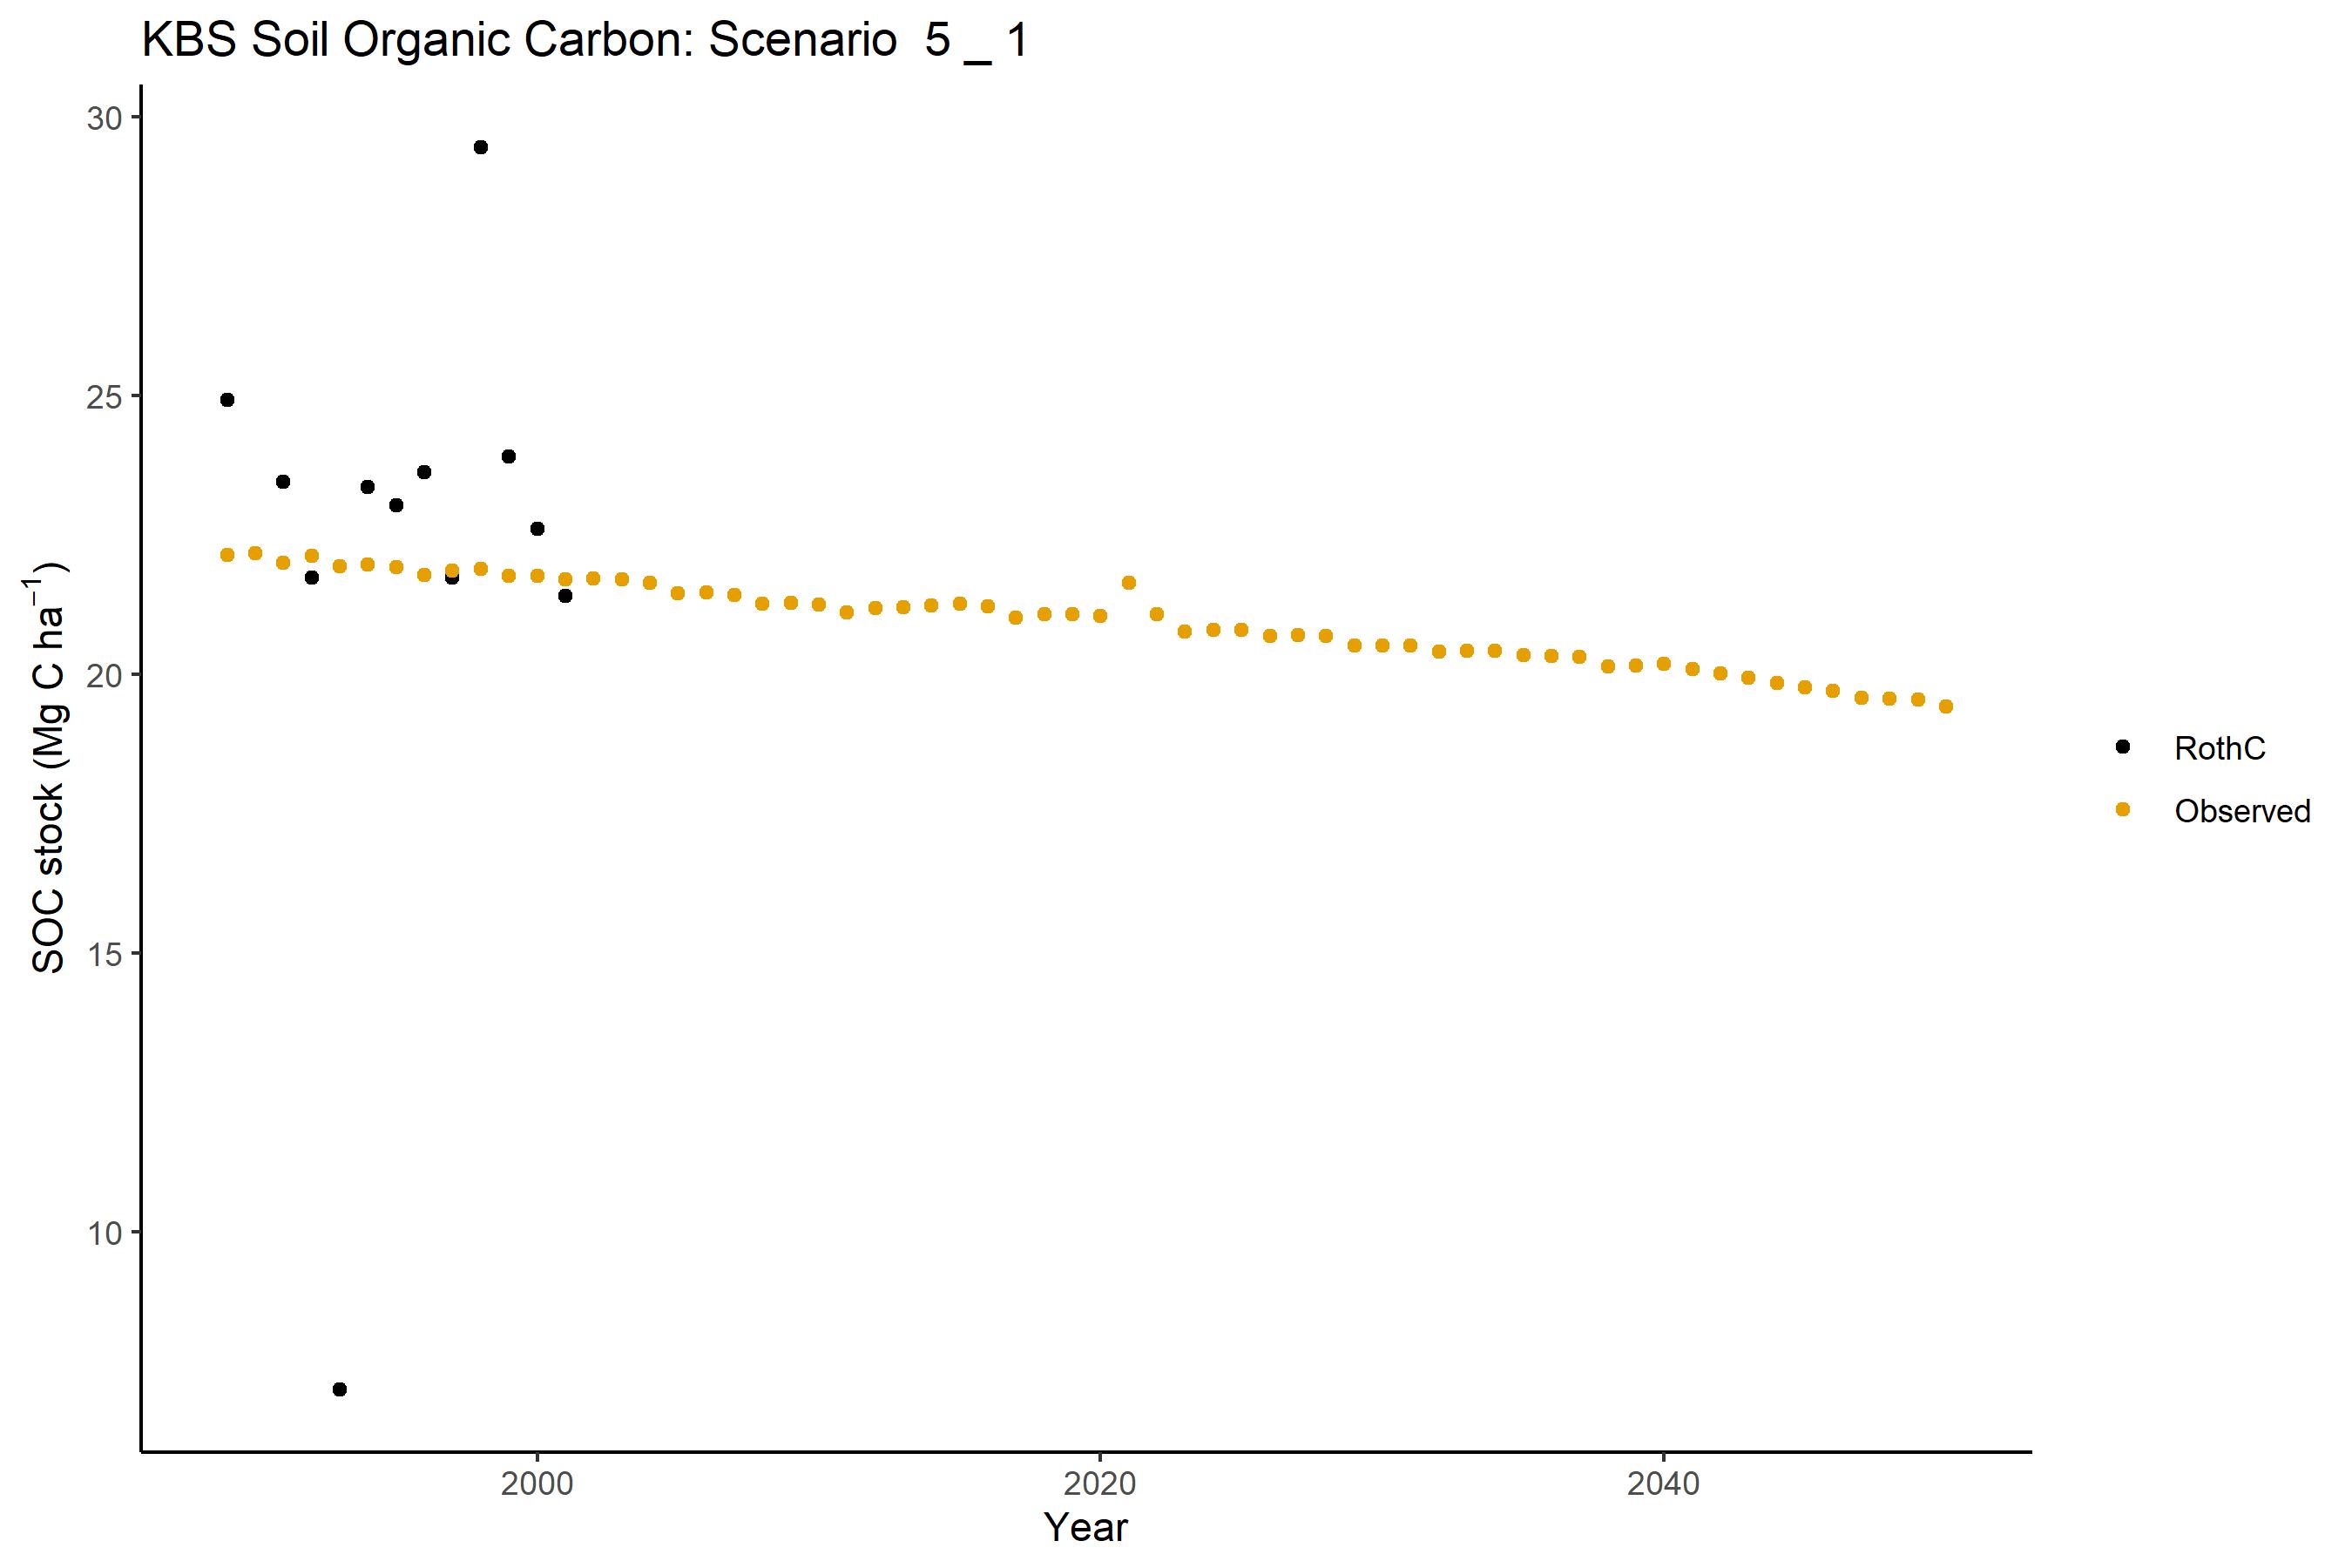 KBS Soil Organic Carbon: Scenario  5 _ 1
30
25
20
15
10
SOC stock (Mg C ha⁻¹)
2000 2020 2040
Year
RothC
Observed